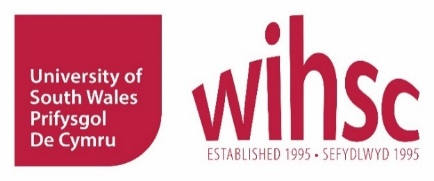 University of
South Wales
Prifysgol
De Cymru
wihsc
ESTABLISHED 1995 • SEFYDLWYD 1995